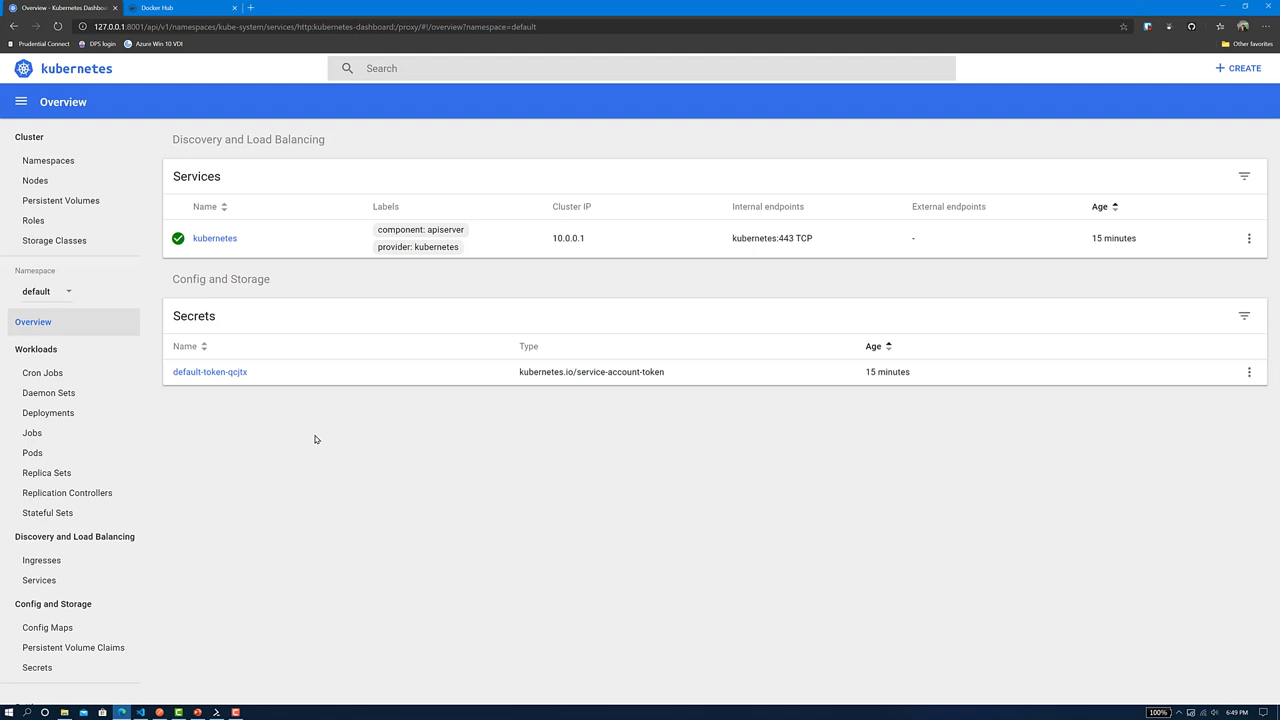 Overview - Kubernetes Dashboa
Docker Hub
127.0.0.1:8001/api/v1/namespaces/kube-system/services/http:kubernetes-dashboard:/proxy/#!/overview?namespace=default
Prudential Connect
DPS login
Azure Win 10 VDI
Other favorites
kubernetes
Search
+ CREATE
Overview
Cluster
Namespaces
Nodes
Persistent Volumes
Roles
Storage Classes
Namespace
default
Overview
Workloads
Cron Jobs
Daemon Sets
Deployments
Jobs
Pods
Replica Sets
Replication Controllers
Stateful Sets
Discovery and Load Balancing
Ingresses
Services
Config and Storage
Config Maps
Persistent Volume Claims
Secrets
Discovery and Load Balancing
Services
Name Labels Cluster IP Internal endpoints External endpoints Age
kubernetes component: apiserver provider: kubernetes 10.0.0.1 kubernetes:443 TCP - 15 minutes
Config and Storage
Secrets
Name Type Age
default-token-qcjtx kubernetes.io/service-account-token 15 minutes
100%
6:49 PM